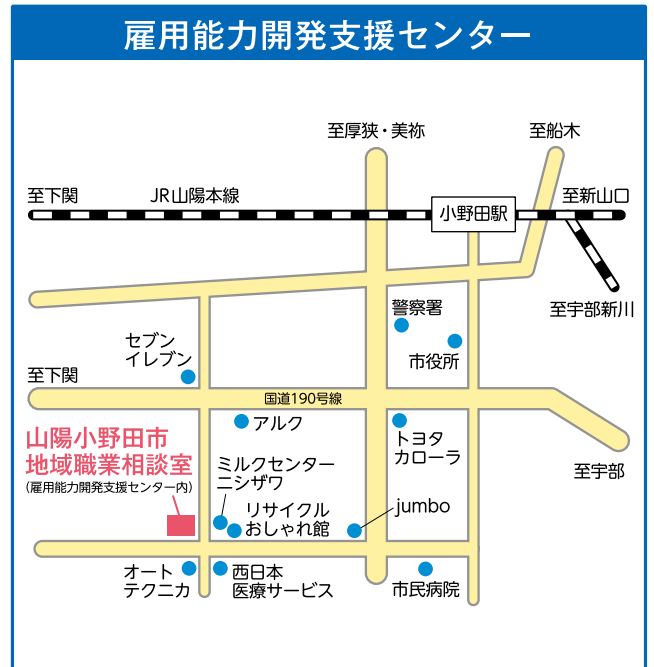 雇用能力開発支援センター
至厚狭・美祢
至船木
至下関
JR山陽本線
至新山口
小野田駅
至宇部新川
警察署
市役所
セブン
イレブン
至下関
国道190号線
アルク
トヨタ
カローラ
至宇部
山陽小野田市
地域職業相談室
(雇用能力開発支援センター内)
ミルクセンター
ニシザワ
リサイクル
おしゃれ館
jumbo
オート
テクニカ
西日本
医療サービス
市民病院